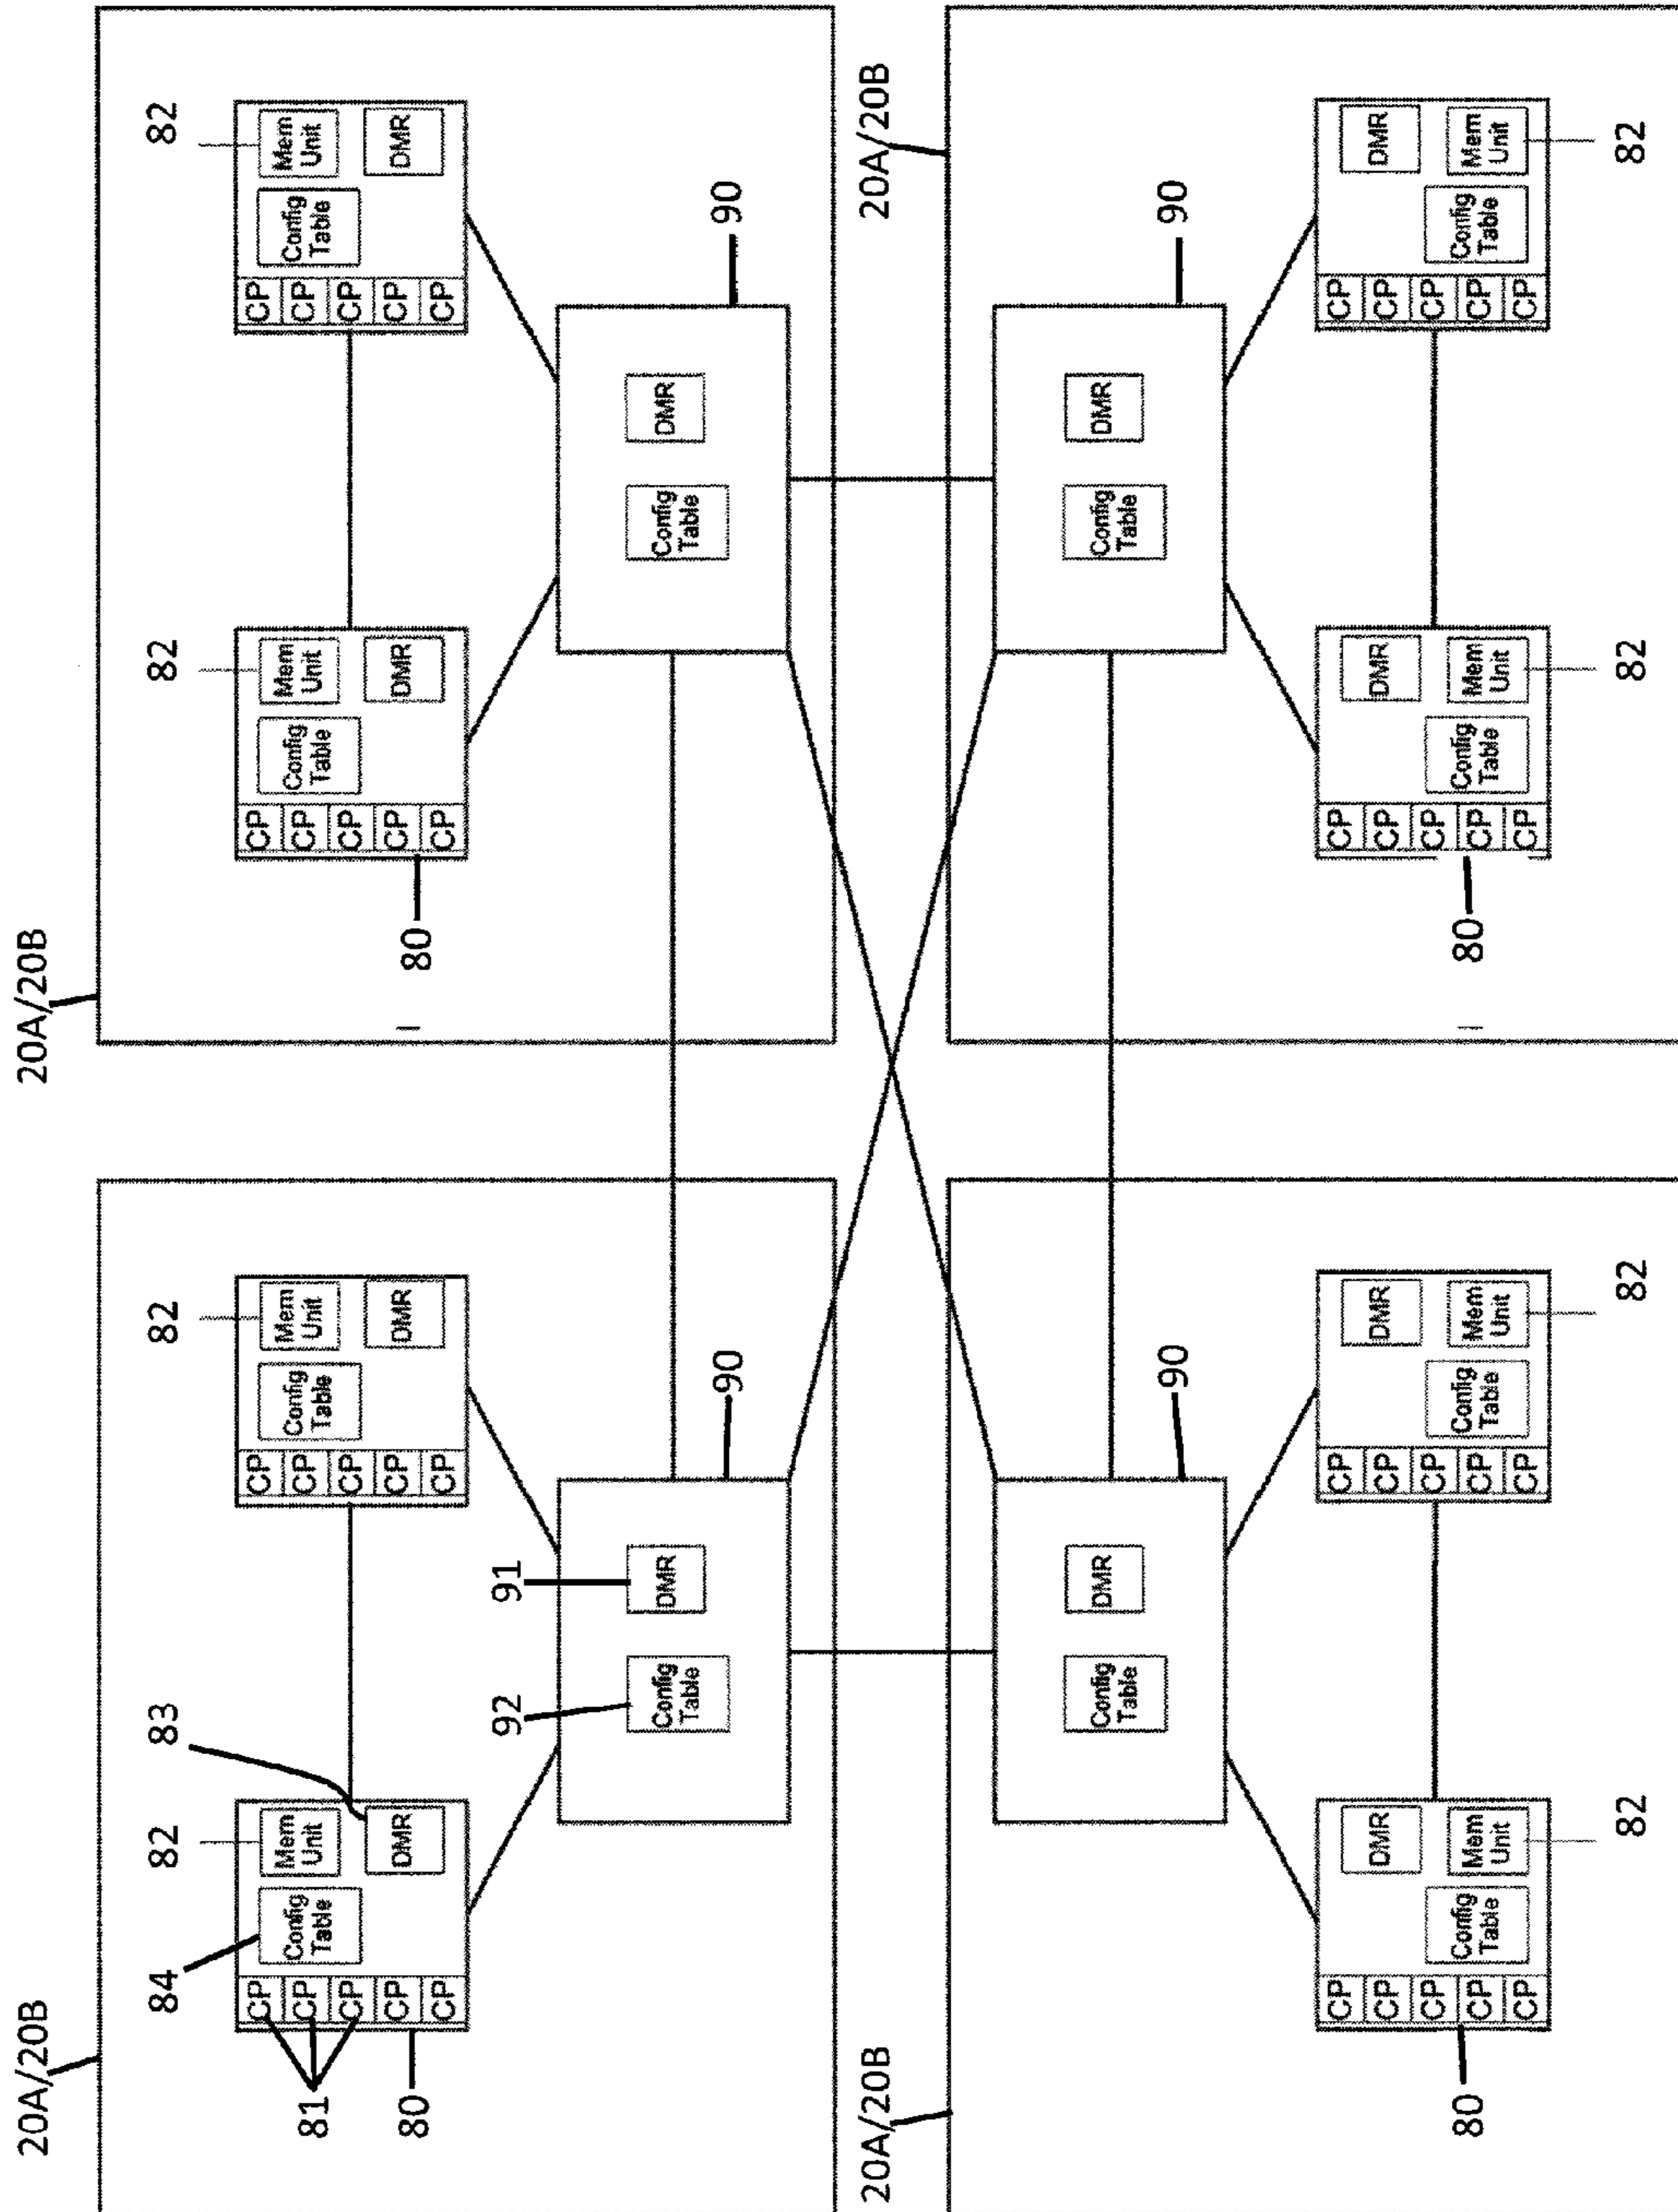 20A/20B
84
82
83
82
81
80
CP
CP
CP
CP
CP
Config
Table
Mem
Unit
DMR
CP
CP
CP
CP
CP
Config
Table
Mem
Unit
DMR
92
91
Config
Table
DMR
90
20A/20B
82
82
80
CP
CP
CP
CP
CP
Config
Table
Mem
Unit
DMR
CP
CP
CP
CP
CP
Config
Table
Mem
Unit
DMR
Config
Table
DMR
90
20A/20B
Config
Table
DMR
90
80
CP
CP
CP
CP
CP
DMR
Config
Table
Mem
Unit
CP
CP
CP
CP
CP
DMR
Config
Table
Mem
Unit
82
82
20A/20B
Config
Table
DMR
90
80
CP
CP
CP
CP
CP
DMR
Config
Table
Mem
Unit
CP
CP
CP
CP
CP
DMR
Config
Table
Mem
Unit
82
82